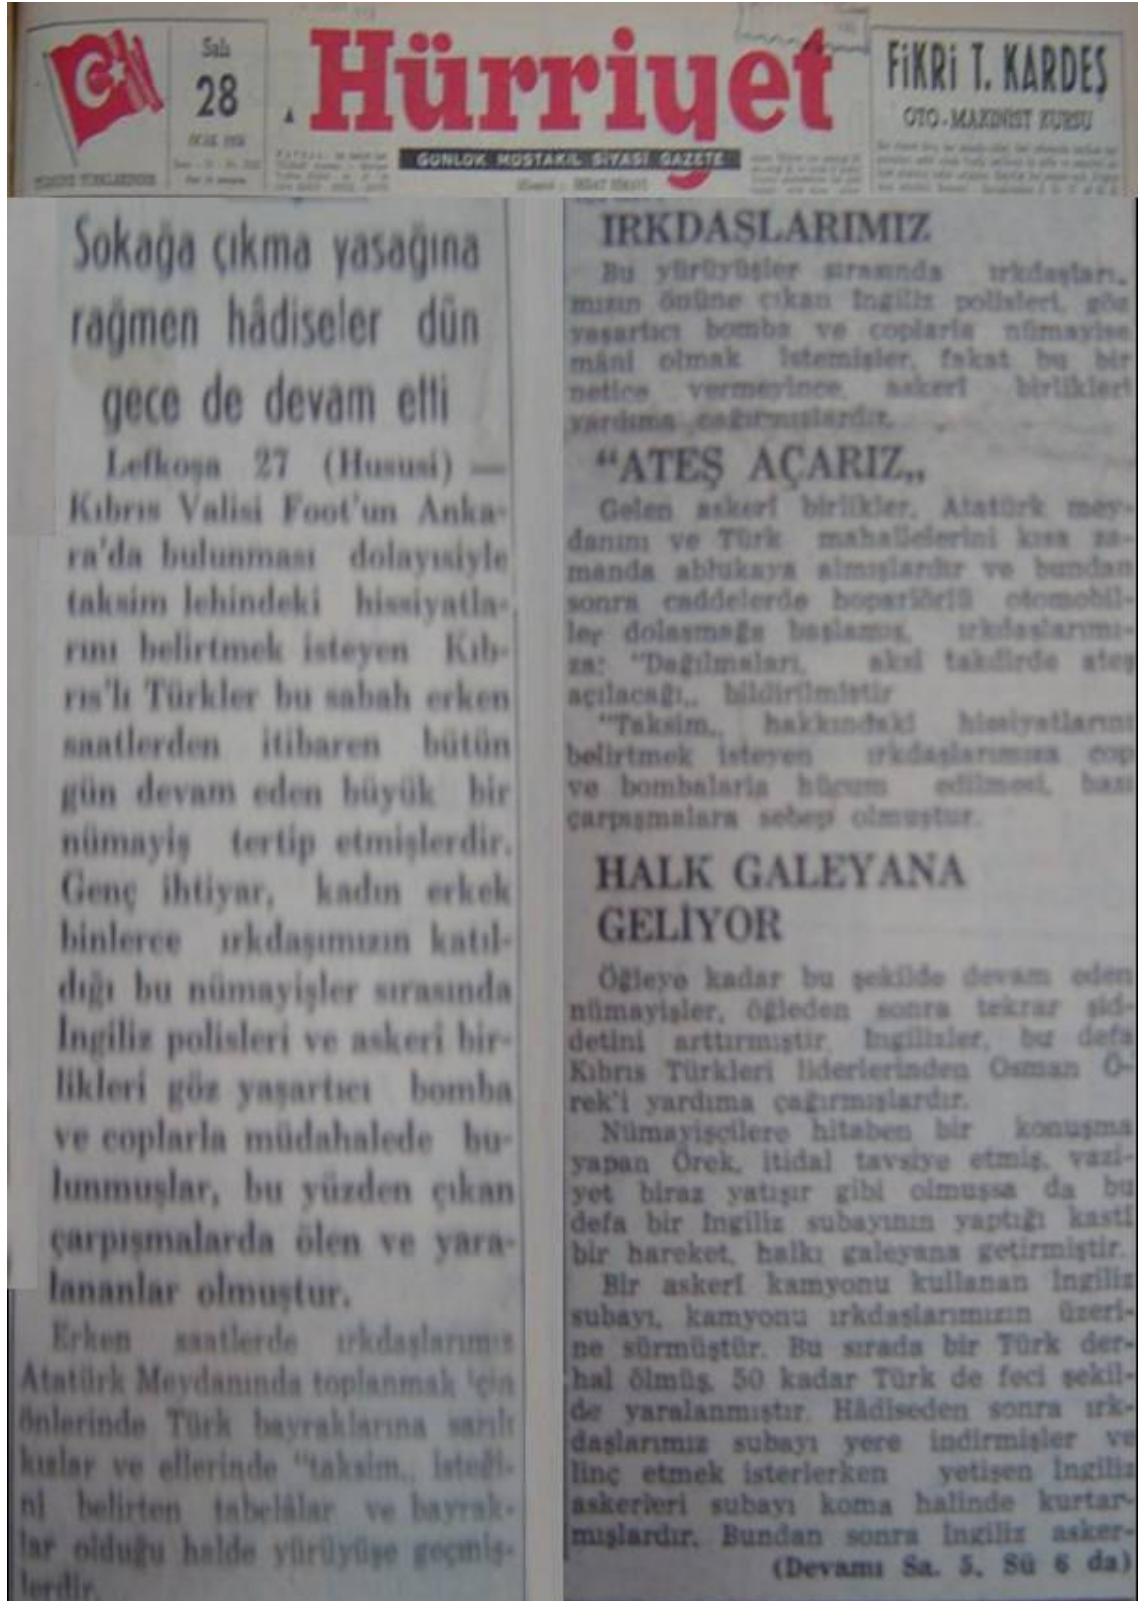 Salı
28
OCAK 1958
Hürriyet
GÜNLÜK MÜSTAKİL SİYASİ GAZETE
FİKRİ T. KARDEŞ
OTO - MAKİNİST KURSU
Sokağa çıkma yasağına
rağmen hâdiseler dün
gece de devam etti
Lefkoşa 27 (Hususi) —
Kıbrıs Valisi Foot'un Anka-
ra'da bulunması dolayısiyle
taksim lehindeki hissiyatla-
rını belirtmek isteyen Kıb-
rıs'lı Türkler bu sabah erken
saatlerden itibaren bütün
gün devam eden büyük bir
nümayiş tertip etmişlerdir.
Genç ihtiyar, kadın erkek
binlerce ırkdaşımızın katıl-
dığı bu nümayişler sırasında
İngiliz polisleri ve askerî bir-
likleri göz yaşartıcı bomba
ve coplarla müdahalede bu-
lunmuşlar, bu yüzden çıkan
çarpışmalarda ölen ve yara-
lananlar olmuştur.
Erken saatlerde ırkdaşlarımız
Atatürk Meydanında toplanmak için
önlerinde Türk bayraklarına sarılı
kızlar ve ellerinde "taksim,, isteği-
ni belirten tabelâlar ve bayrak-
lar olduğu halde yürüyüşe geçmiş-
lerdir.
IRKDAŞLARIMIZ
Bu yürüyüşler sırasında ırkdaşları-
mızın önüne çıkan İngiliz polisleri, göz
yaşartıcı bomba ve coplarla nümayişe
mâni olmak istemişler, fakat bu bir
netice vermeyince, askerî birlikleri
yardıma çağırmışlardır.
"ATEŞ AÇARIZ,,
Gelen askerî birlikler, Atatürk mey-
danını ve Türk mahallelerini kısa za-
manda ablukaya almışlardır ve bundan
sonra caddelerde hoparlörlü otomobil-
ler dolaşmağa başlamış, ırkdaşlarımı-
za: "Dağılmaları, aksi takdirde ateş
açılacağı,, bildirilmiştir
"Taksim,, hakkındaki hissiyatlarını
belirtmek isteyen ırkdaşlarımıza cop
ve bombalarla hücum edilmesi, bazı
çarpışmalara sebep olmuştur.
HALK GALEYANA
GELİYOR
Öğleye kadar bu şekilde devam eden
nümayişler, öğleden sonra tekrar şid-
detini arttırmıştır. İngilizler, bu defa
Kıbrıs Türkleri liderlerinden Osman Ö-
rek'i yardıma çağırmışlardır.
Nümayişçilere hitaben bir konuşma
yapan Örek, itidal tavsiye etmiş, vazi-
yet biraz yatışır gibi olmuşsa da bu
defa bir İngiliz subayının yaptığı kasti
bir hareket, halkı galeyana getirmiştir.
Bir askerî kamyonu kullanan İngiliz
subayı, kamyonu ırkdaşlarımızın üzeri-
ne sürmüştür. Bu sırada bir Türk der-
hal ölmüş, 50 kadar Türk de feci şekil-
de yaralanmıştır. Hâdiseden sonra ırk-
daşlarımız subayı yere indirmişler ve
linç etmek isterlerken yetişen İngiliz
askerleri subayı koma halinde kurtar-
mışlardır. Bundan sonra İngiliz asker-
(Devamı Sa. 5, Sü 6 da)